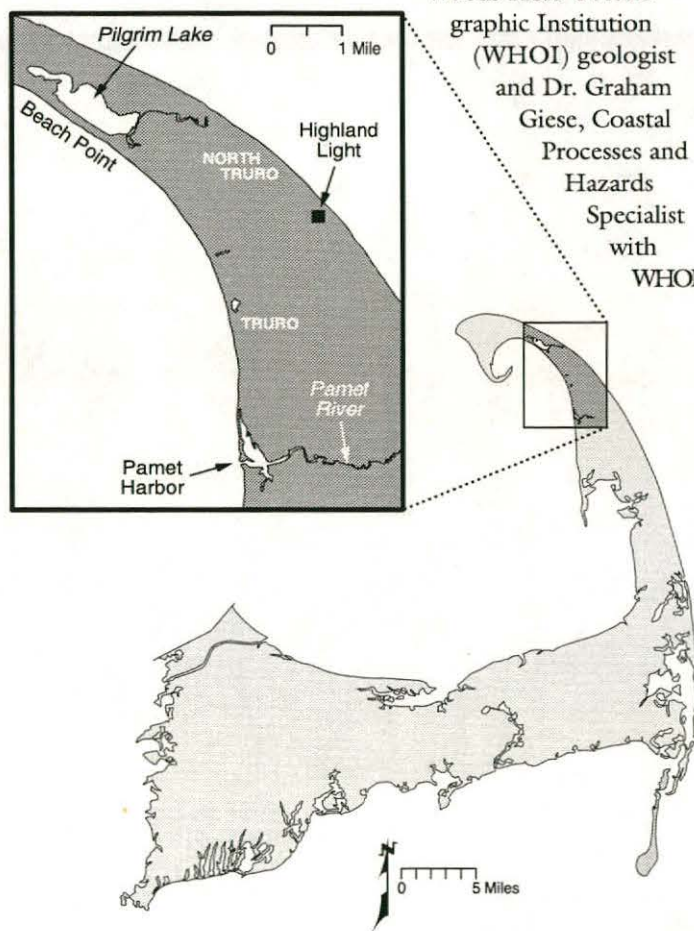 graphic Institution
(WHOI) geologist
and Dr. Graham
Giese, Coastal
Processes and
Hazards
Specialist
with
WHOI
Pilgrim Lake
0 1 Mile
Beach Point
NORTH
TRURO
Highland
Light
TRURO
Pamet
River
Pamet
Harbor
N
0 5 Miles